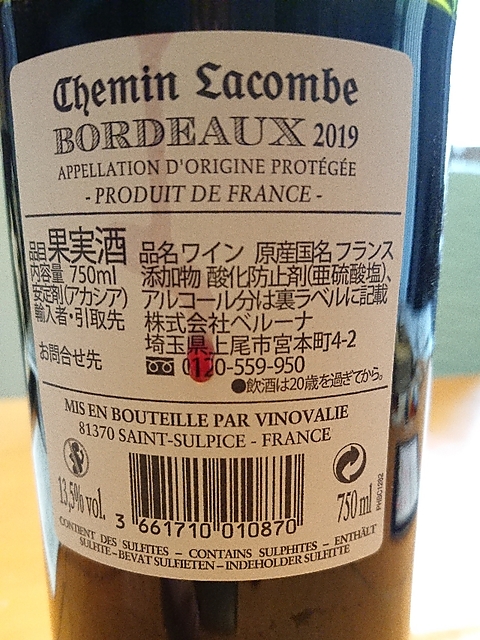 Chemin Lacombe
BORDEAUX 2019
APPELLATION D'ORIGINE PROTÉGÉE
- PRODUIT DE FRANCE -
品目果実酒 品名ワイン 原産国名フランス
内容量 750ml 添加物 酸化防止剤(亜硫酸塩)、
安定剤(アカシア) アルコール分は裏ラベルに記載
輸入者・引取先 株式会社ベルーナ
埼玉県上尾市宮本町4-2
お問合せ先 0120-559-950
●飲酒は20歳を過ぎてから。
MIS EN BOUTEILLE PAR VINOVALIE
81370 SAINT-SULPICE - FRANCE
13,5% vol.
3 661710 010870
750 ml
PHBDC1282
CONTIENT DES SULFITES - CONTAINS SULPHITES - ENTHÄLT
SULFITE - BEVAT SULFIETEN - INDEHOLDER SULFITTE